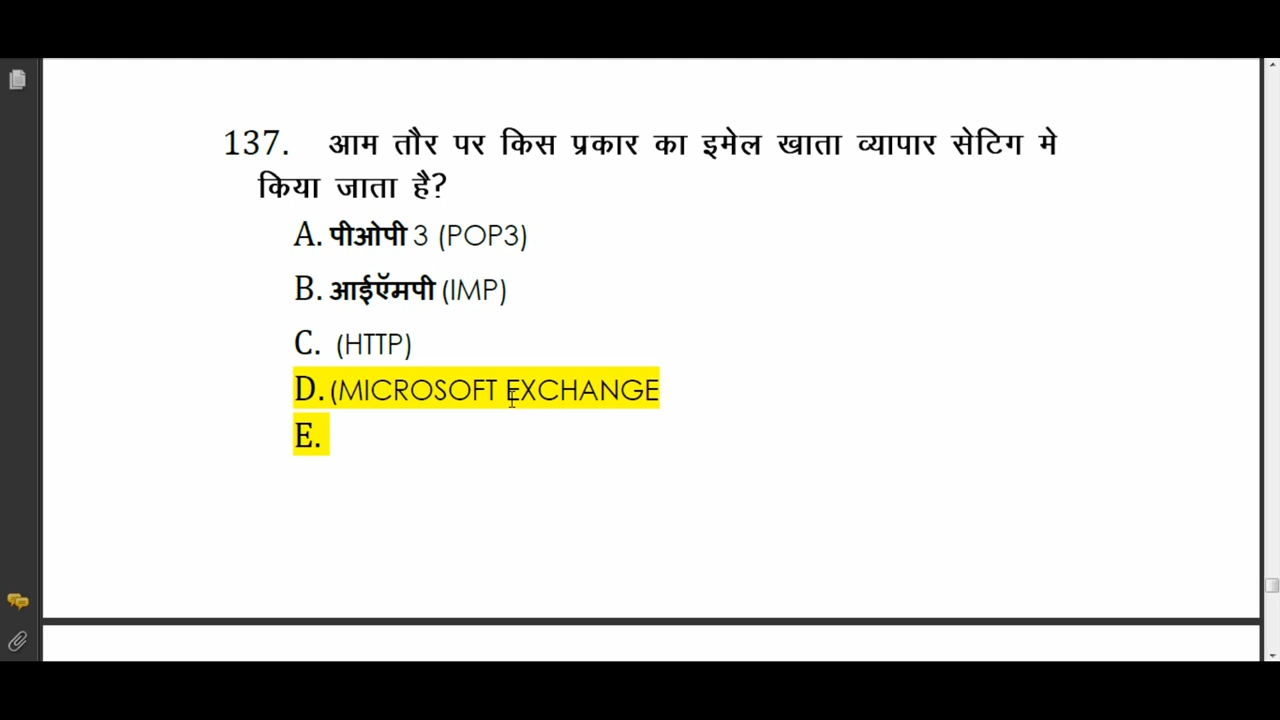 137. आम तौर पर किस प्रकार का इमेल खाता व्यापार सेटिग मे
किया जाता है?
A. पीओपी 3 (POP3)
B. आईऍमपी (IMP)
C. (HTTP)
D. (MICROSOFT EXCHANGE
E.